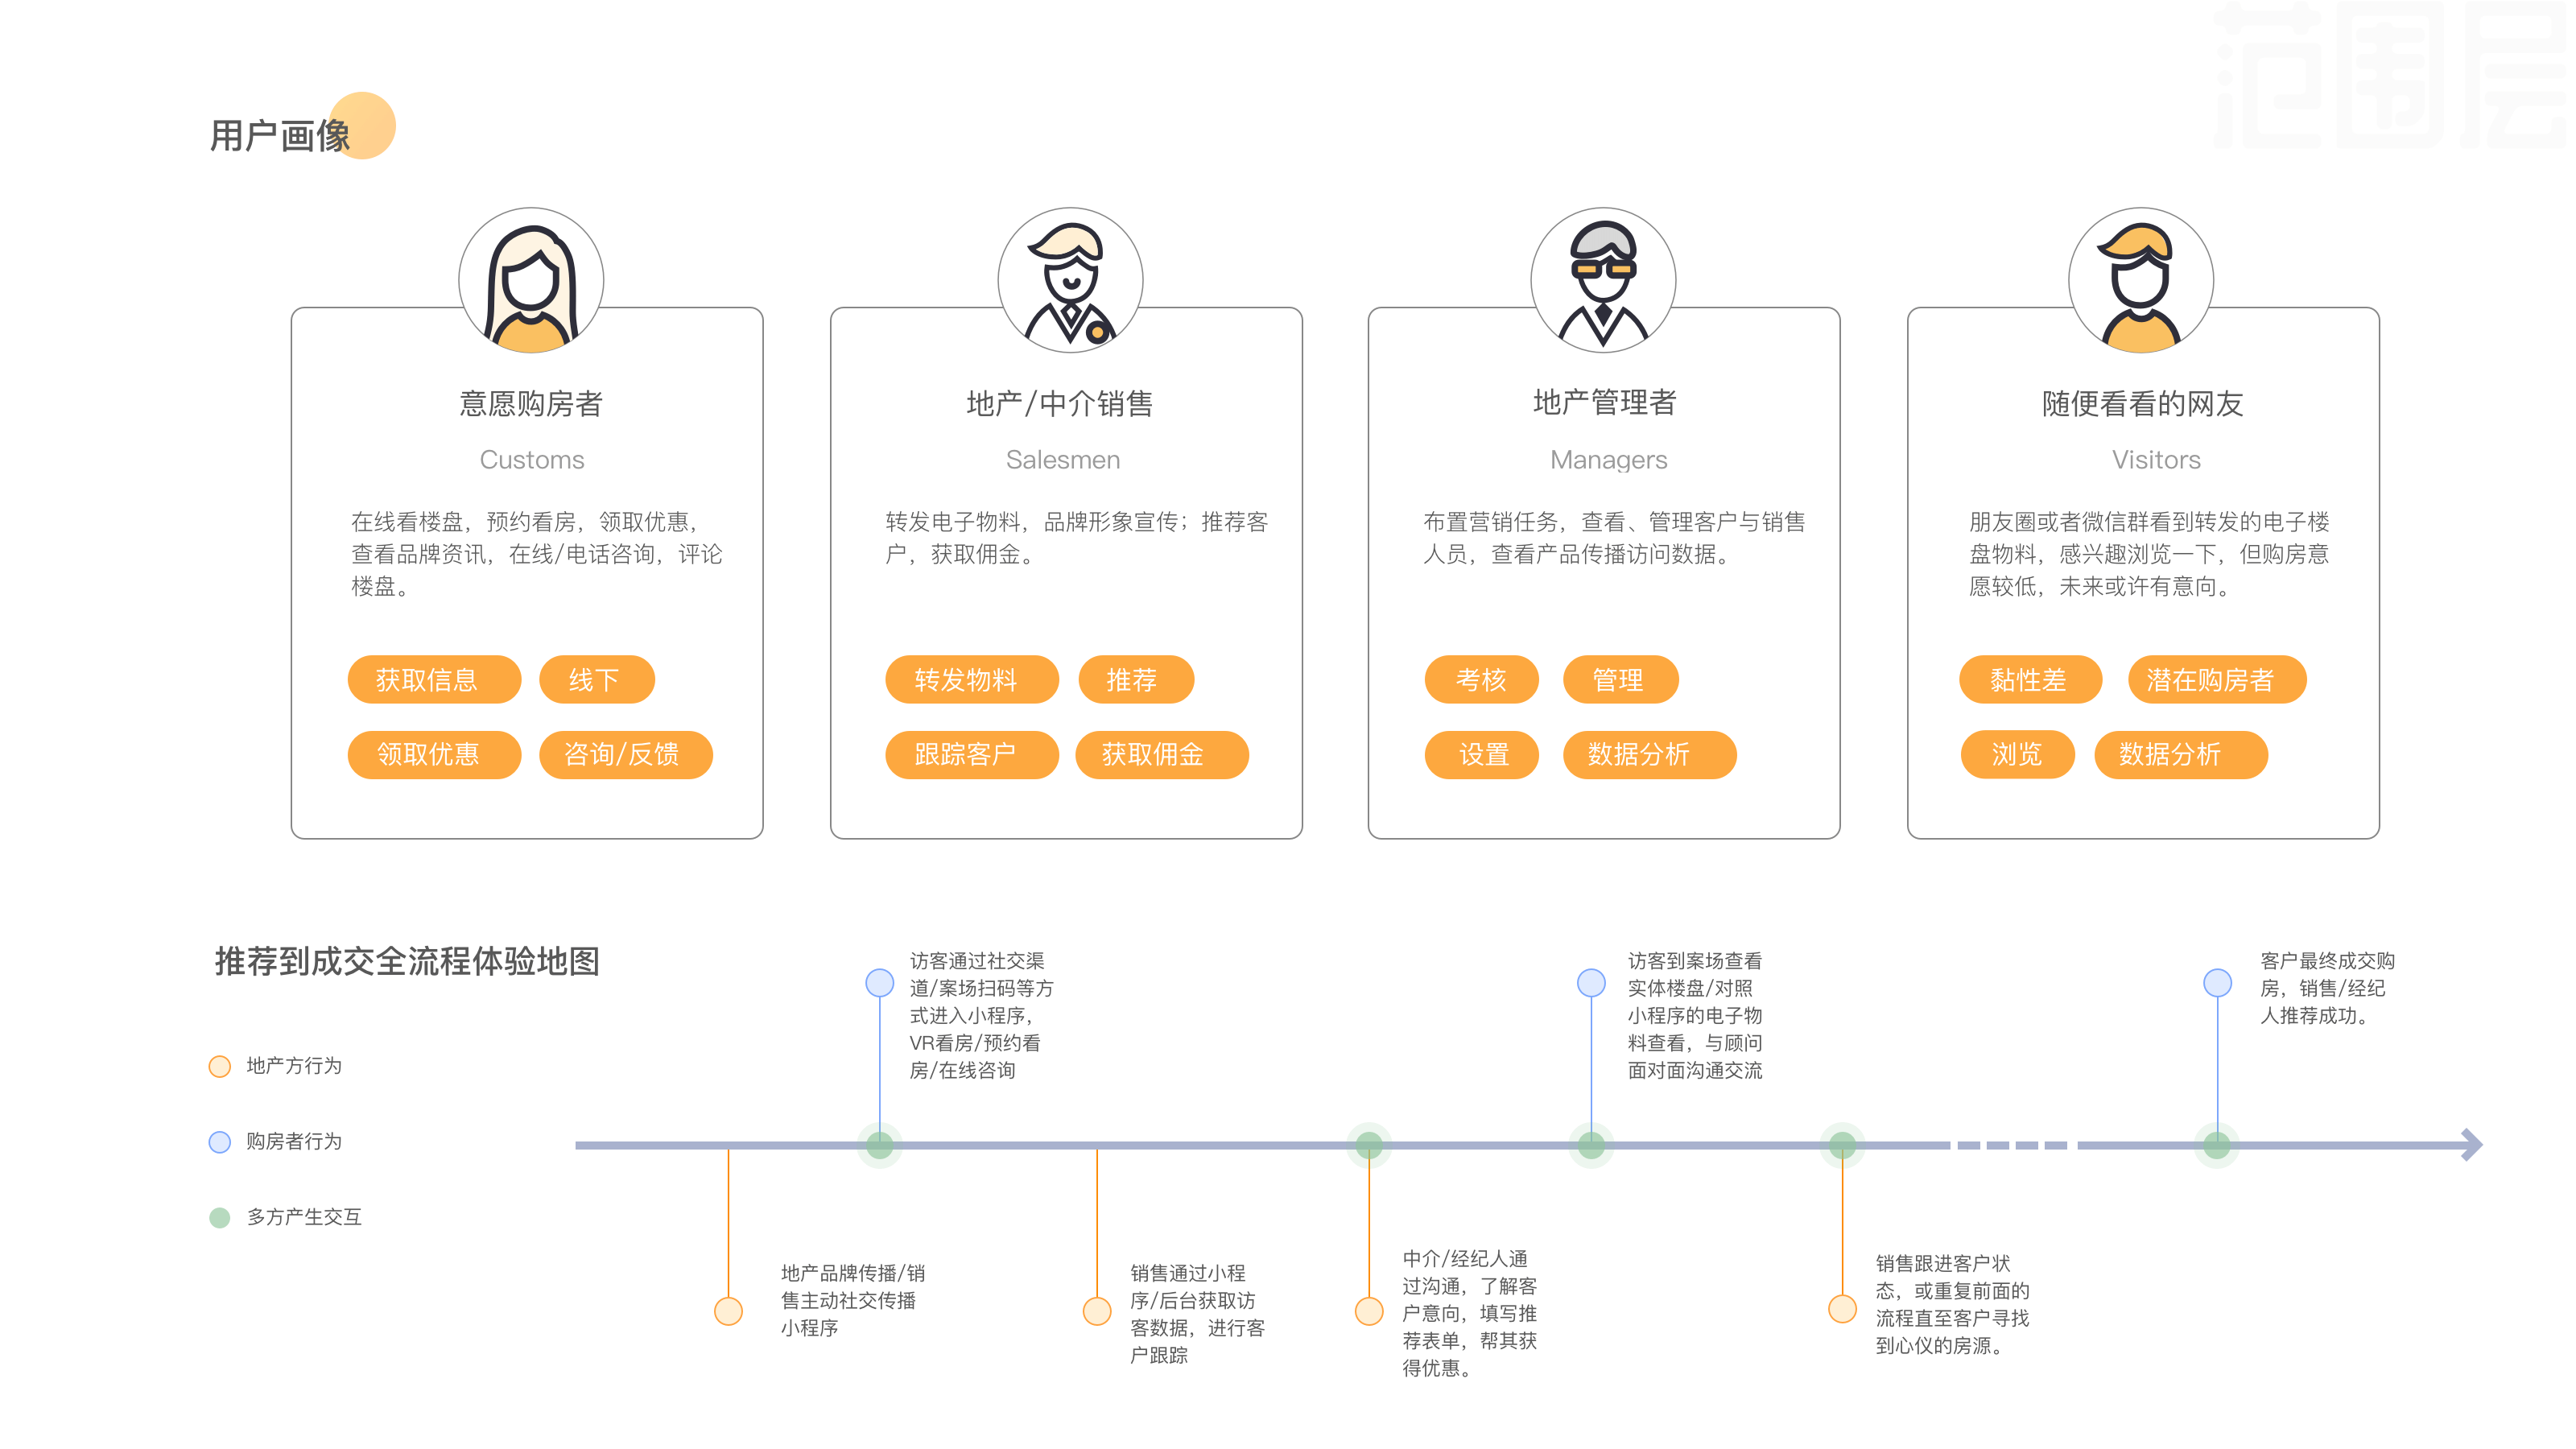 范围层
用户画像
意愿购房者
Customs
在线看楼盘，预约看房，领取优惠，
查看品牌资讯，在线/电话咨询，评论
楼盘。
获取信息
线下
领取优惠
咨询/反馈
地产/中介销售
Salesmen
转发电子物料，品牌形象宣传；推荐客
户，获取佣金。
转发物料
推荐
跟踪客户
获取佣金
地产管理者
Managers
布置营销任务，查看、管理客户与销售
人员，查看产品传播访问数据。
考核
管理
设置
数据分析
随便看看的网友
Visitors
朋友圈或者微信群看到转发的电子楼
盘物料，感兴趣浏览一下，但购房意
愿较低，未来或许有意向。
黏性差
潜在购房者
浏览
数据分析
推荐到成交全流程体验地图
地产方行为
购房者行为
多方产生交互
访客通过社交渠
道/案场扫码等方
式进入小程序，
VR看房/预约看
房/在线咨询
访客到案场查看
实体楼盘/对照
小程序的电子物
料查看，与顾问
面对面沟通交流
客户最终成交购
房，销售/经纪
人推荐成功。
地产品牌传播/销
售主动社交传播
小程序
销售通过小程
序/后台获取访
客数据，进行客
户跟踪
中介/经纪人通
过沟通，了解客
户意向，填写推
荐表单，帮其获
得优惠。
销售跟进客户状
态，或重复前面的
流程直至客户寻找
到心仪的房源。